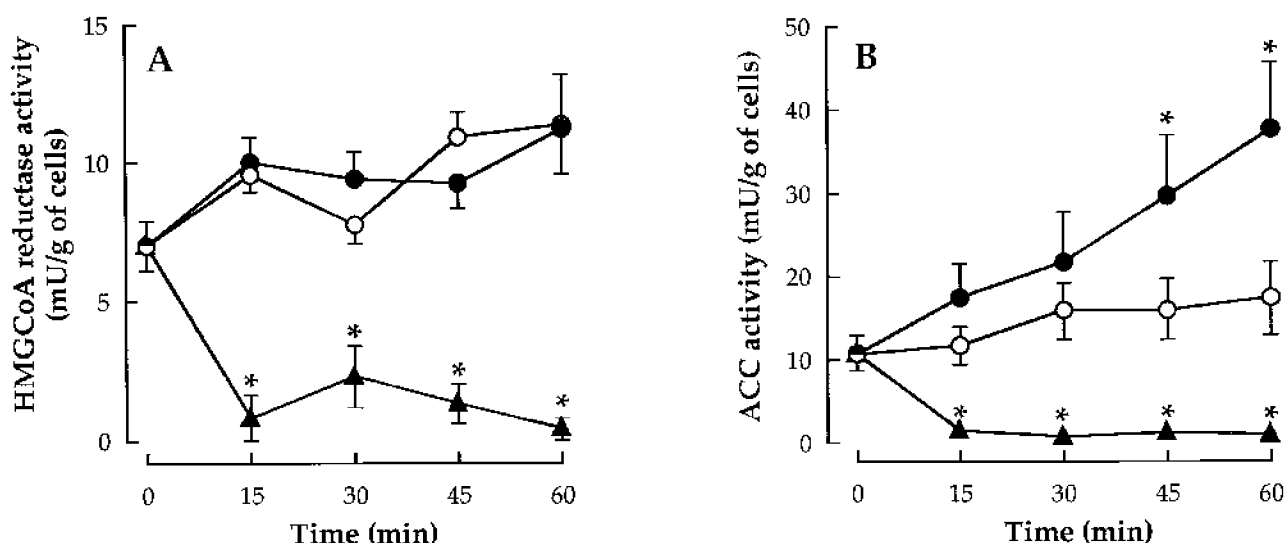 A
HMGCoA reductase activity
(mU/g of cells)
15
10
5
0
*
*
*
*
0 15 30 45 60
Time (min)
B
ACC activity (mU/g of cells)
50
40
30
20
10
0
*
*
*
*
*
*
0 15 30 45 60
Time (min)